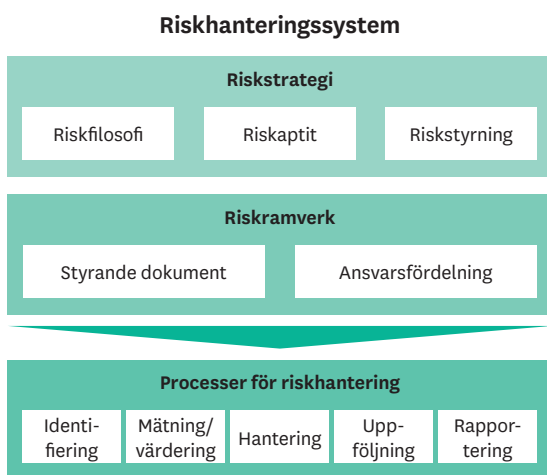 Riskhanteringssystem
Riskstrategi
Riskfilosofi
Riskaptit
Riskstyrning
Riskramverk
Styrande dokument
Ansvarsfördelning
Processer för riskhantering
Identi-
fiering
Mätning/
värdering
Hantering
Upp-
följning
Rappor-
tering